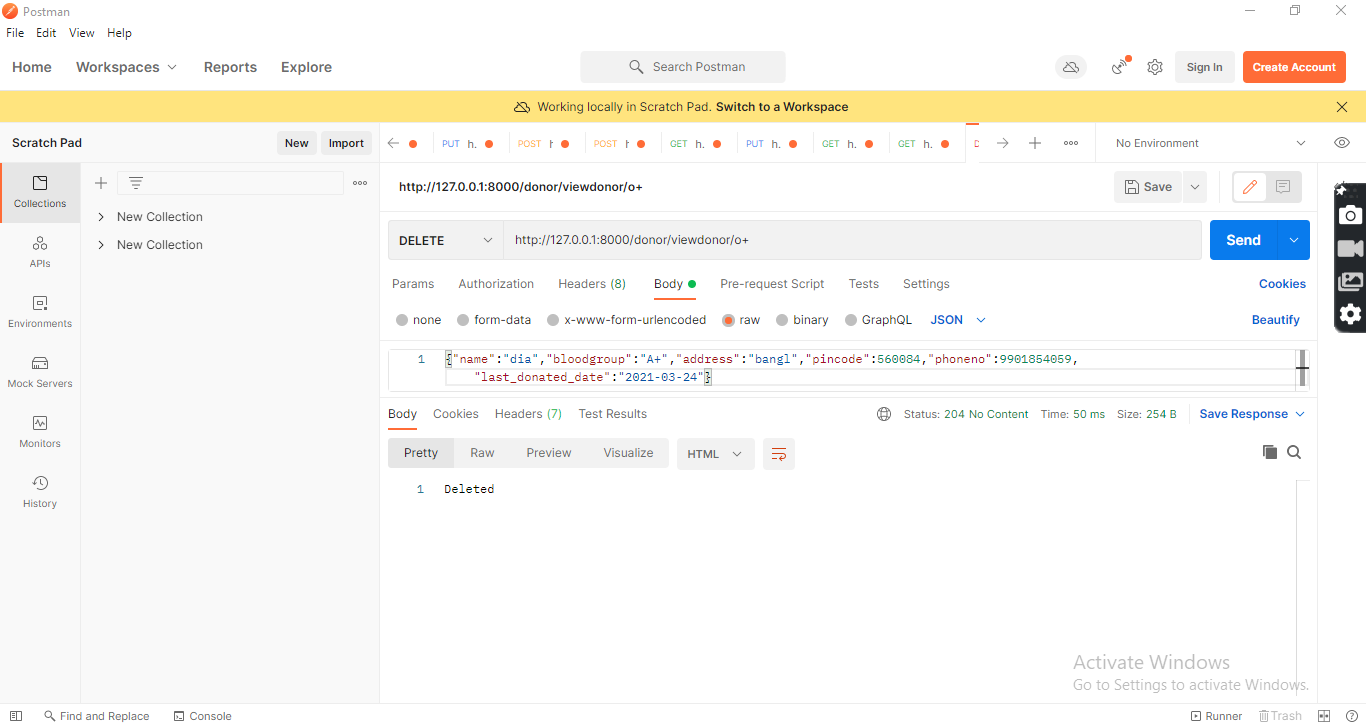 Postman
File Edit View Help
Home Workspaces Reports Explore Search Postman Sign In Create Account
Working locally in Scratch Pad. Switch to a Workspace
Scratch Pad New Import PUT h. POST POST GET h. PUT h. GET h. GET h. No Environment
Collections
APIs
Environments
Mock Servers
Monitors
History
New Collection
New Collection
http://127.0.0.1:8000/donor/viewdonor/o+ Save
DELETE http://127.0.0.1:8000/donor/viewdonor/o+ Send
Params Authorization Headers (8) Body Pre-request Script Tests Settings Cookies
none form-data x-www-form-urlencoded raw binary GraphQL JSON Beautify
1 {"name":"dia","bloodgroup":"A+","address":"bangl","pincode":560084,"phoneno":9901854059,
"last_donated_date":"2021-03-24"}
Body Cookies Headers (7) Test Results Status: 204 No Content Time: 50 ms Size: 254 B Save Response
Pretty Raw Preview Visualize HTML
1 Deleted
Activate Windows
Go to Settings to activate Windows.
Find and Replace Console Runner Trash